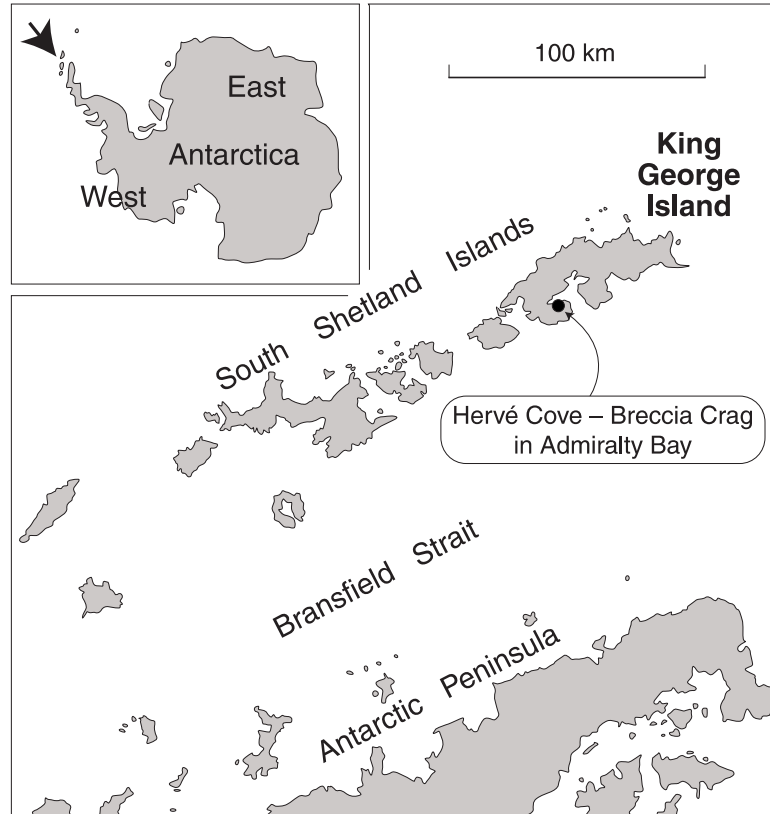 East
Antarctica
West
100 km
King
George
Island
South Shetland Islands
Hervé Cove – Breccia Crag
in Admiralty Bay
Bransfield Strait
Antarctic Peninsula